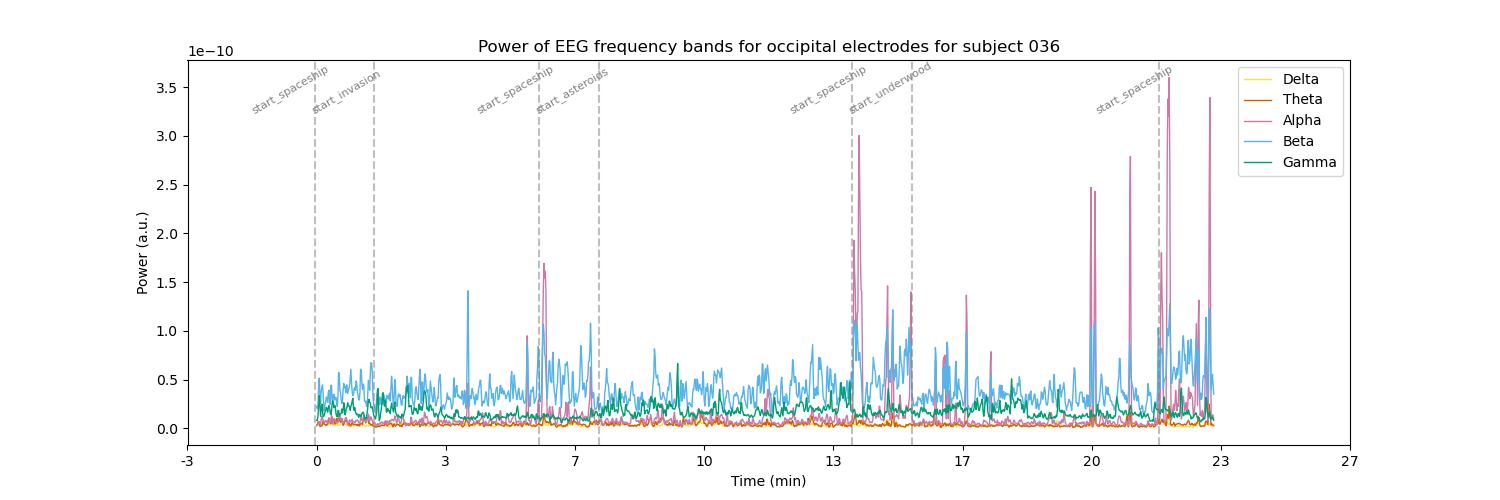 Power of EEG frequency bands for occipital electrodes for subject 036
1e−10
start_spaceship
start_invasion
start_spaceship
start_asteroids
start_spaceship
start_underwood
start_spaceship
Delta
Theta
Alpha
Beta
Gamma
3.5
3.0
2.5
2.0
1.5
1.0
0.5
0.0
Power (a.u.)
-3 0 3 7 10 13 17 20 23 27
Time (min)